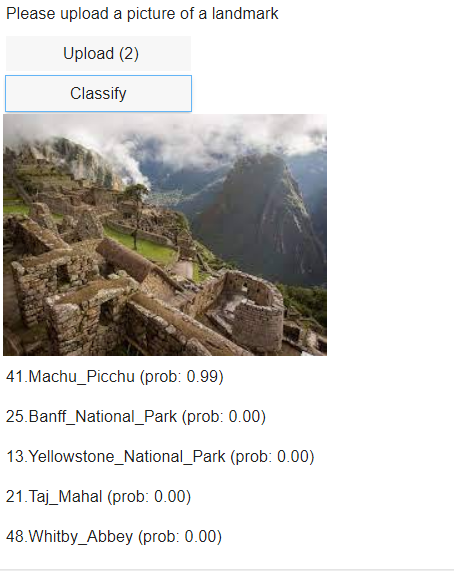 Please upload a picture of a landmark
Upload (2)
Classify
41.Machu_Picchu (prob: 0.99)
25.Banff_National_Park (prob: 0.00)
13.Yellowstone_National_Park (prob: 0.00)
21.Taj_Mahal (prob: 0.00)
48.Whitby_Abbey (prob: 0.00)